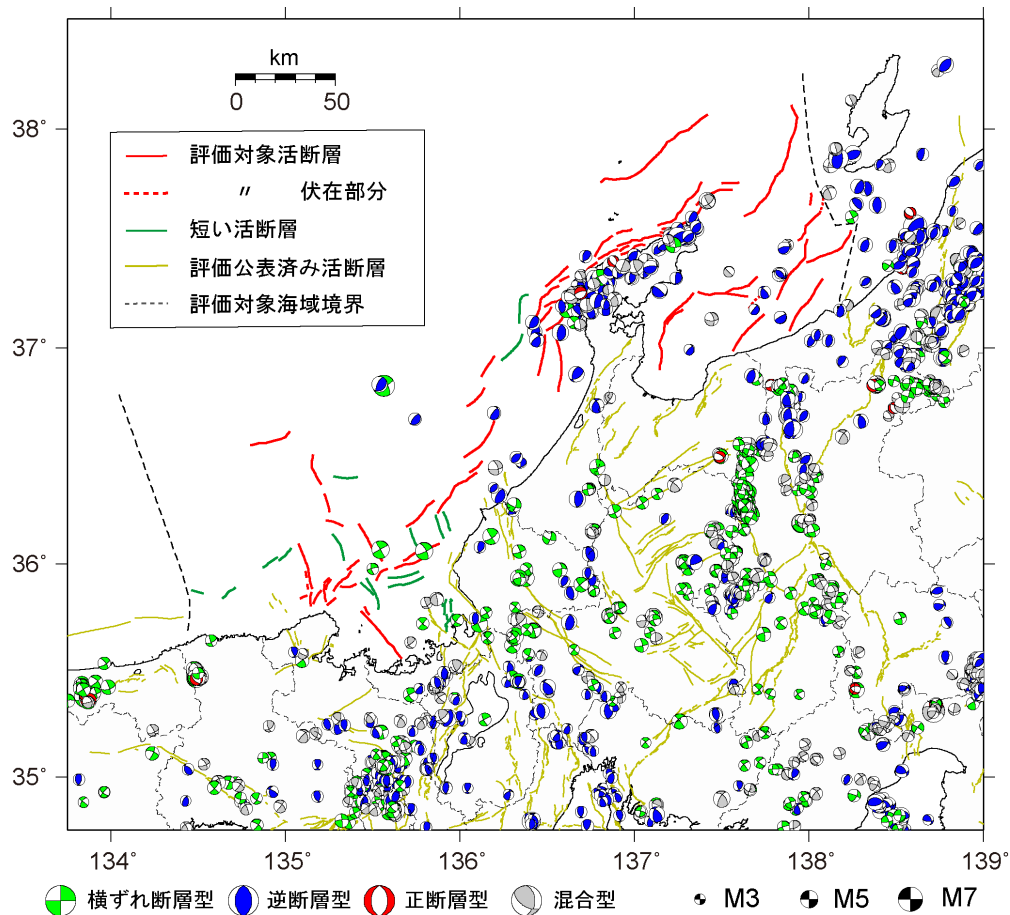 km
0 50
評価対象活断層
〃 伏在部分
短い活断層
評価公表済み活断層
評価対象海域境界
38°
37°
36°
35°
134° 135° 136° 137° 138° 139°
横ずれ断層型 逆断層型 正断層型 混合型 M3 M5 M7